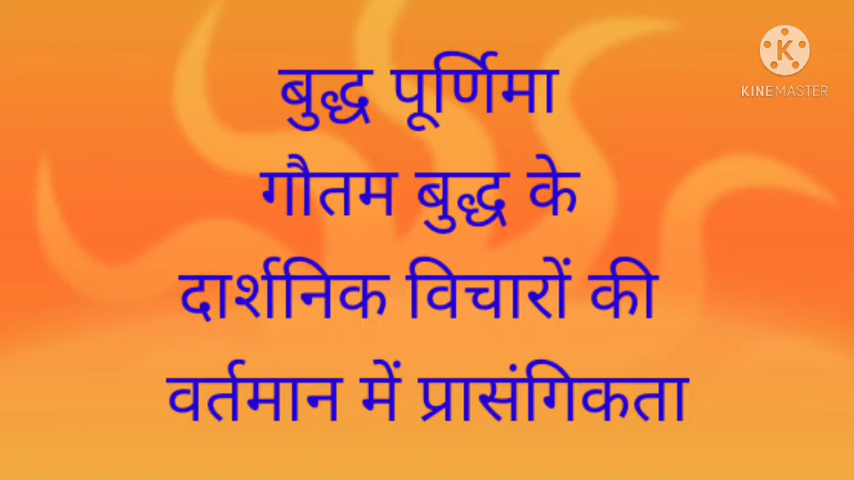 बुद्ध पूर्णिमा
गौतम बुद्ध के
दार्शनिक विचारों की
वर्तमान में प्रासंगिकता
K
KINEMASTER